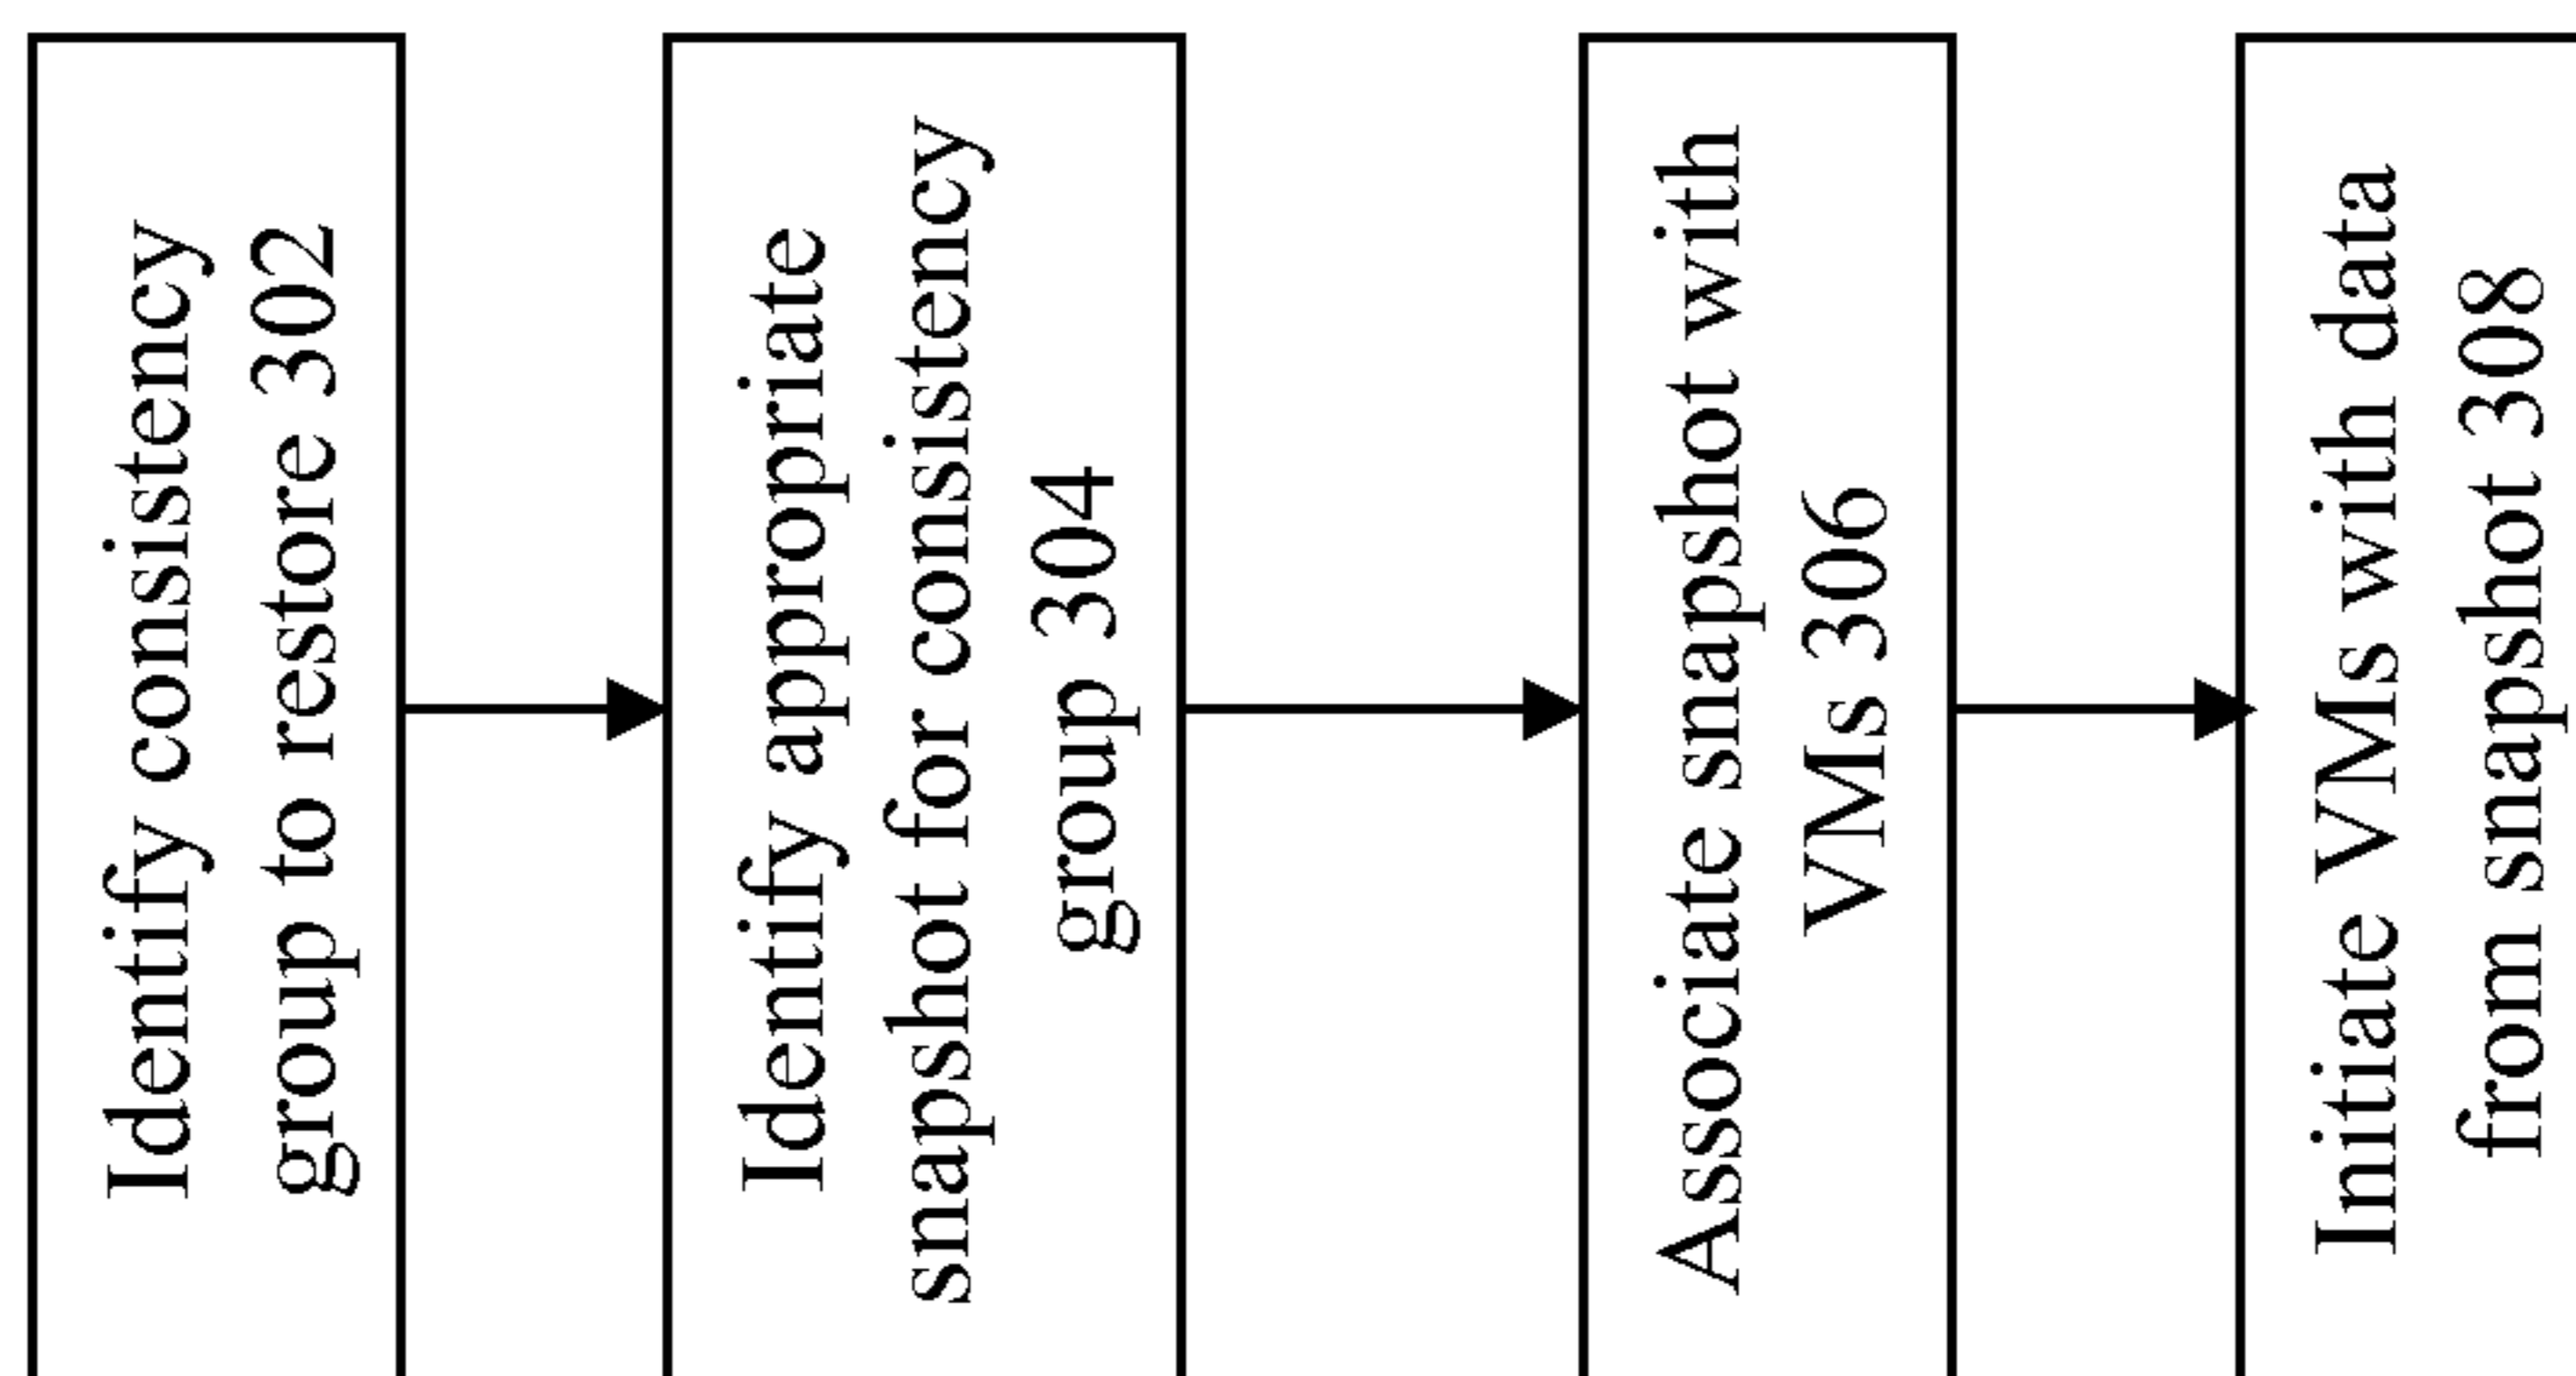 Identify consistency
group to restore 302
Identify appropriate
snapshot for consistency
group 304
Associate snapshot with
VMs 306
Initiate VMs with data
from snapshot 308